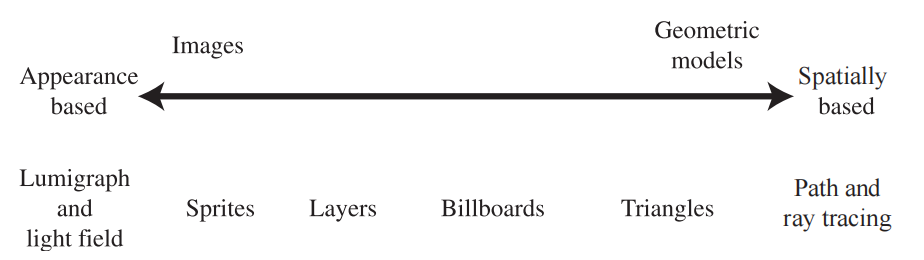 Images
Geometric
models
Appearance
based
Spatially
based
Lumigraph
and
light field
Sprites
Layers
Billboards
Triangles
Path and
ray tracing